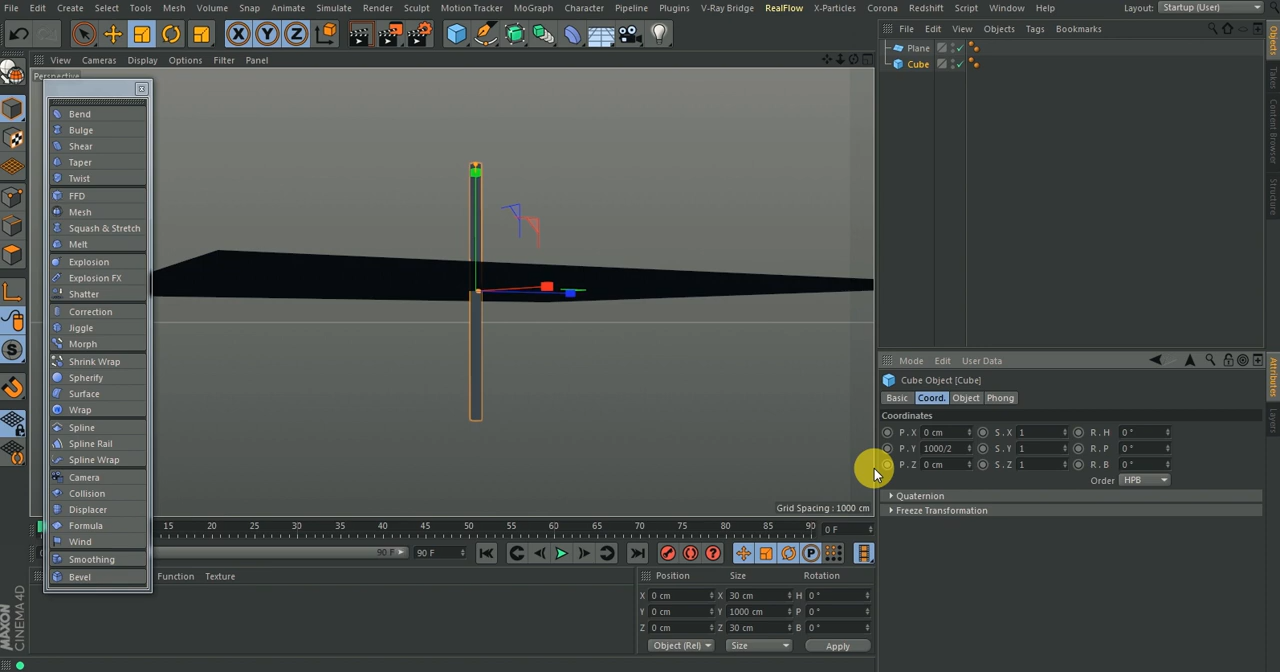 File Edit Create Select Tools Mesh Volume Snap Animate Simulate Render Sculpt Motion Tracker MoGraph Character Pipeline Plugins V-Ray Bridge RealFlow X-Particles Corona Redshift Script Window Help Layout: Startup (User)
File Edit View Objects Tags Bookmarks
Plane
Cube
View Cameras Display Options Filter Panel
Perspective
Bend
Bulge
Shear
Taper
Twist
FFD
Mesh
Squash & Stretch
Melt
Explosion
Explosion FX
Shatter
Correction
Jiggle
Morph
Shrink Wrap
Spherify
Surface
Wrap
Spline
Spline Rail
Spline Wrap
Camera
Collision
Displacer
Formula
Wind
Smoothing
Bevel
Grid Spacing : 1000 cm
Objects
Takes
Content Browser
Structure
Mode Edit User Data
Cube Object [Cube]
Basic Coord. Object Phong
Coordinates
P . X 0 cm S . X 1 R . H 0 °
P . Y 1000/2 S . Y 1 R . P 0 °
P . Z 0 cm S . Z 1 R . B 0 °
Order HPB
Quaternion
Freeze Transformation
Attributes
Layers
15 20 25 30 35 40 45 50 55 60 65 70 75 80 85 90 0 F
90 F 90 F
Function Texture
Position Size Rotation
X 0 cm X 30 cm H 0 °
Y 0 cm Y 1000 cm P 0 °
Z 0 cm Z 30 cm B 0 °
Object (Rel) Size Apply
MAXON
CINEMA 4D